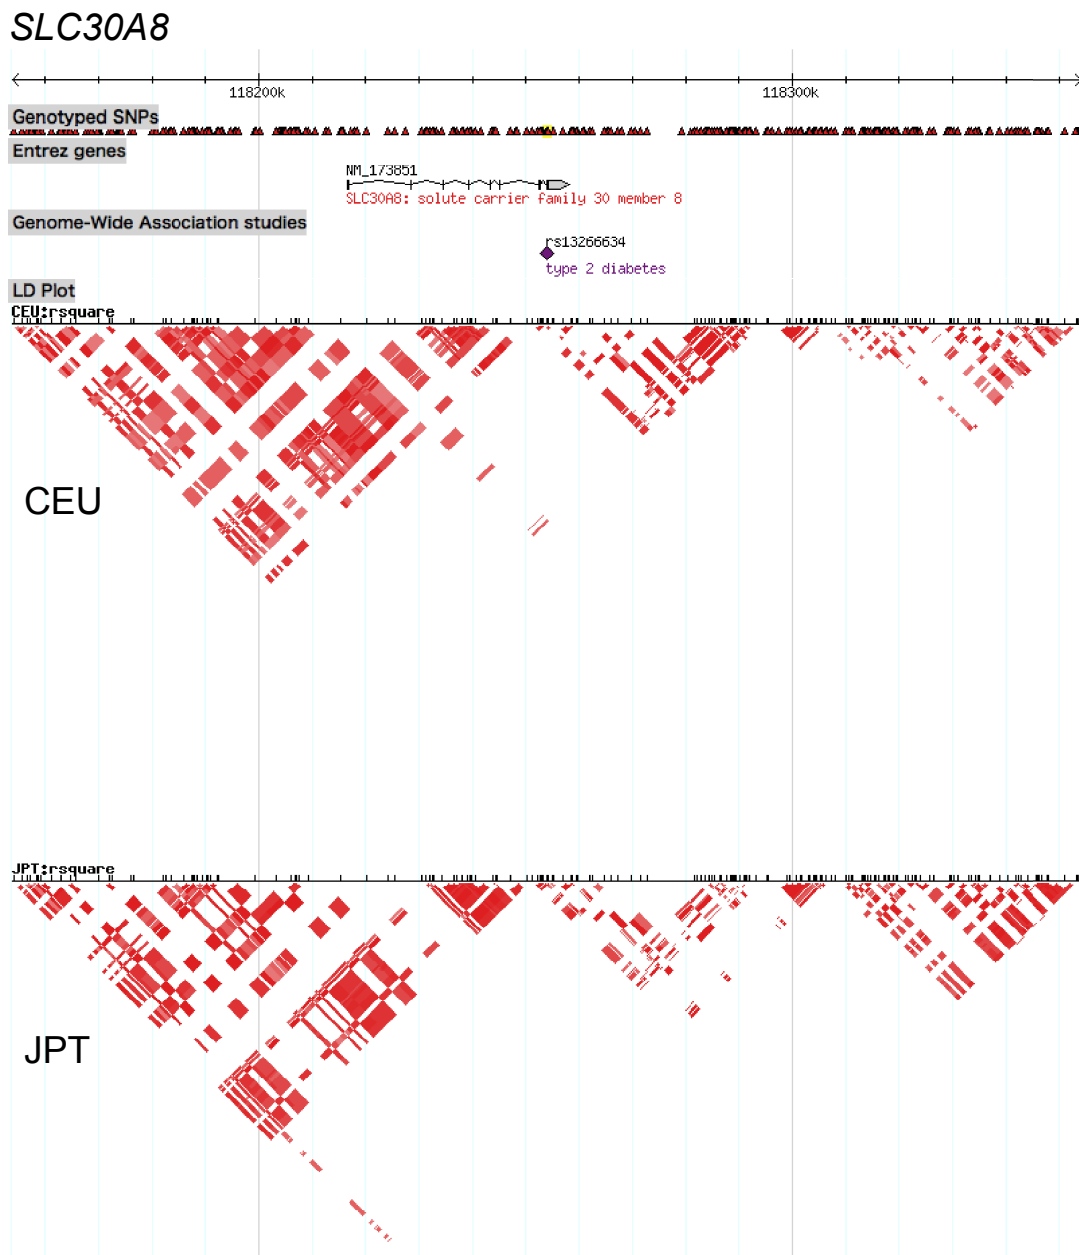 SLC30A8
118200k 118300k
Genotyped SNPs
Entrez genes
NM_173851
SLC30A8: solute carrier family 30 member 8
Genome-Wide Association studies
rs13266634
type 2 diabetes
LD Plot
CEU:rsquare
CEU
JPT:rsquare
JPT